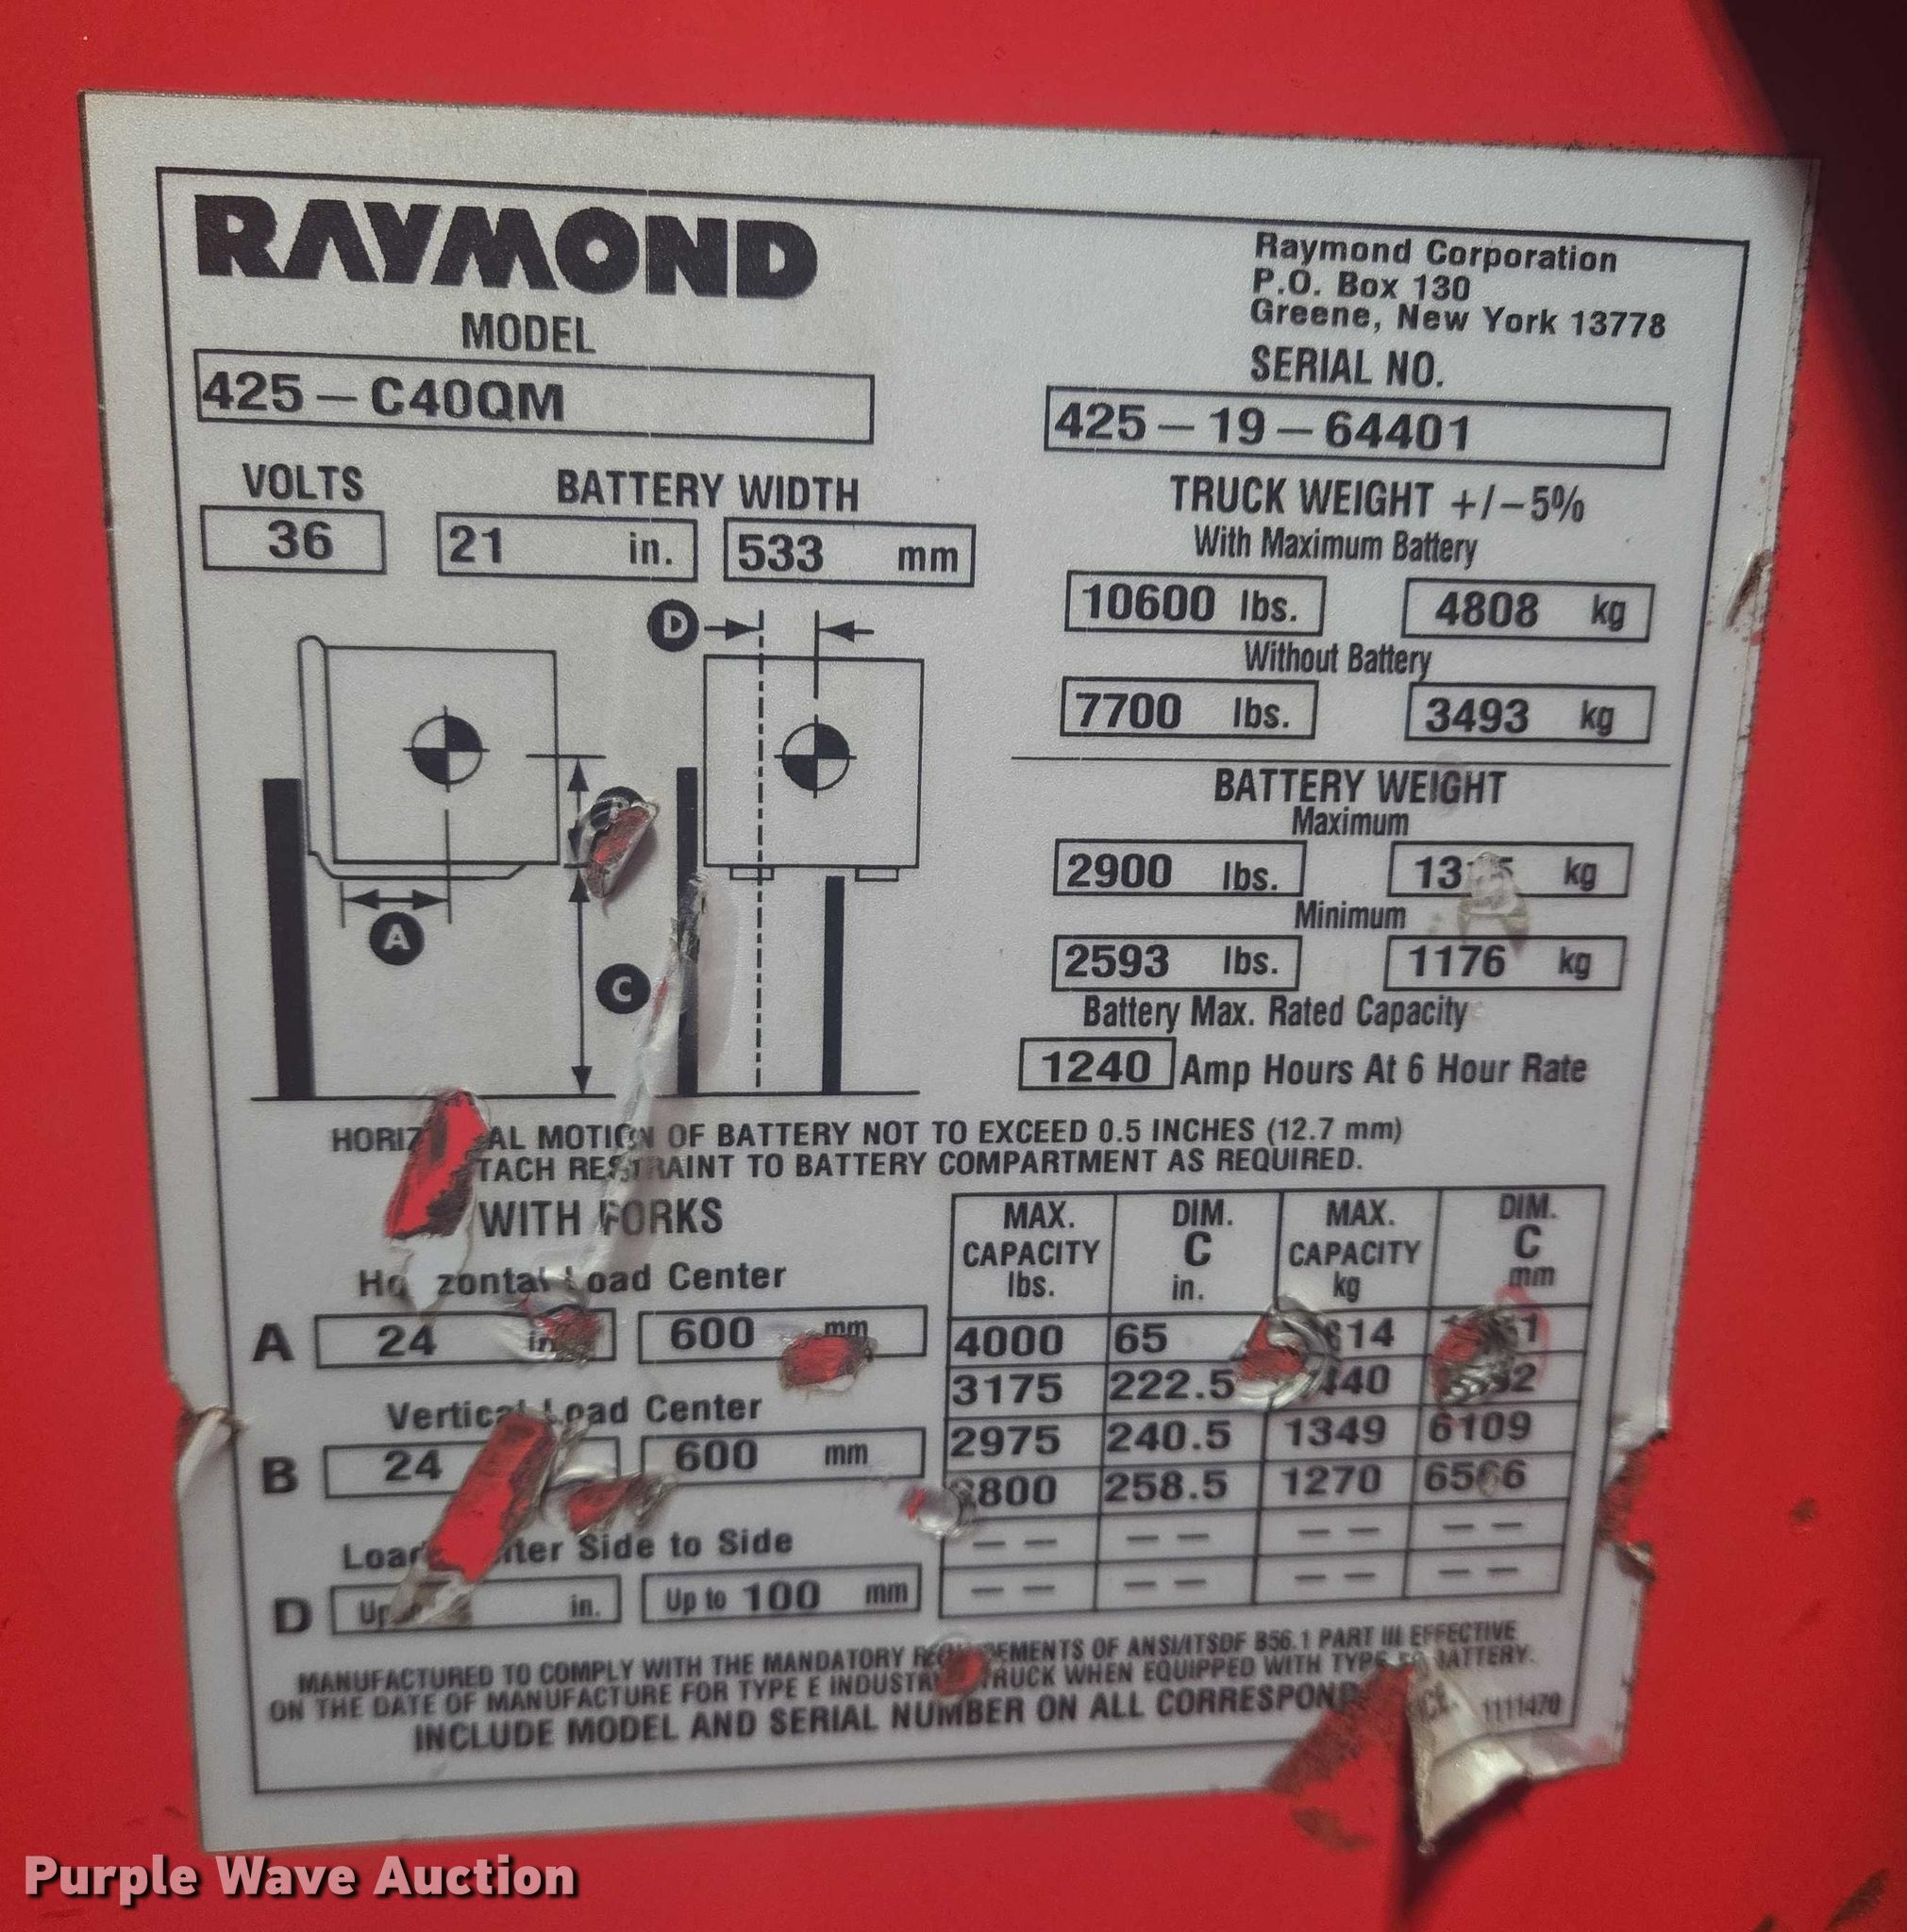 RAYMOND
Raymond Corporation
P.O. Box 130
Greene, New York 13778
MODEL
425-C40QM
SERIAL NO.
425-19-64401
VOLTS
36
BATTERY WIDTH
21 in. 533 mm
TRUCK WEIGHT +/-5%
With Maximum Battery
10600 lbs. 4808 kg
Without Battery
7700 lbs. 3493 kg
BATTERY WEIGHT
Maximum
2900 lbs. kg
Minimum
2593 lbs. 1176 kg
Battery Max. Rated Capacity
1240 Amp Hours At 6 Hour Rate
D
A
C
MOTION OF BATTERY NOT TO EXCEED 0.5 INCHES (12.7 mm)
RESTRAINT TO BATTERY COMPARTMENT AS REQUIRED.
WITH FORKS
Horizontal Load Center
A 24 in. 600 mm
Vertical Load Center
B 24 600 mm
Load Side to Side
D in. Up to 100 mm
MAX. CAPACITY lbs. DIM. C in. MAX. CAPACITY kg DIM. C mm
4000 65
3175 222.5
2975 240.5 1349 6109
258.5 1270 6566
-- -- -- --
-- -- -- --
MANUFACTURED TO COMPLY WITH THE MANDATORY REQUIREMENTS OF ANSI/ITSDF B56.1 PART III EFFECTIVE
ON THE DATE OF MANUFACTURE FOR TYPE E TRUCK WHEN EQUIPPED WITH TYPE BATTERY.
INCLUDE MODEL AND SERIAL NUMBER ON ALL 1111470
Purple Wave Auction